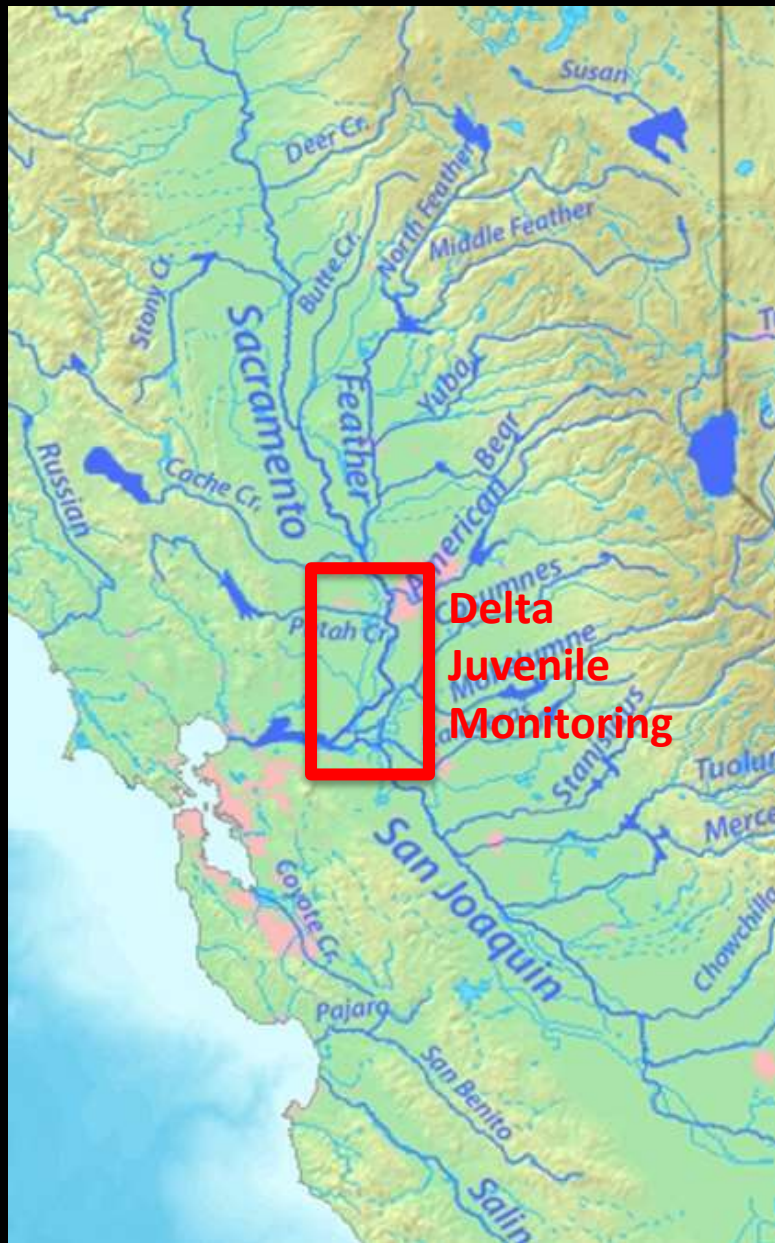 Susan
Deer Cr.
North Feather
Middle Feather
Butte Cr.
Stony Cr.
Sacramento
Feather
Yuba
Bear
Russian
Cache Cr.
American
Cosumnes
Putah Cr.
Delta
Juvenile
Monitoring
Mokelumne
Stanislaus
Tuolum
Merce
San Joaquin
Coyote Cr.
Chowchilla
Pajaro
San Benito
Salin